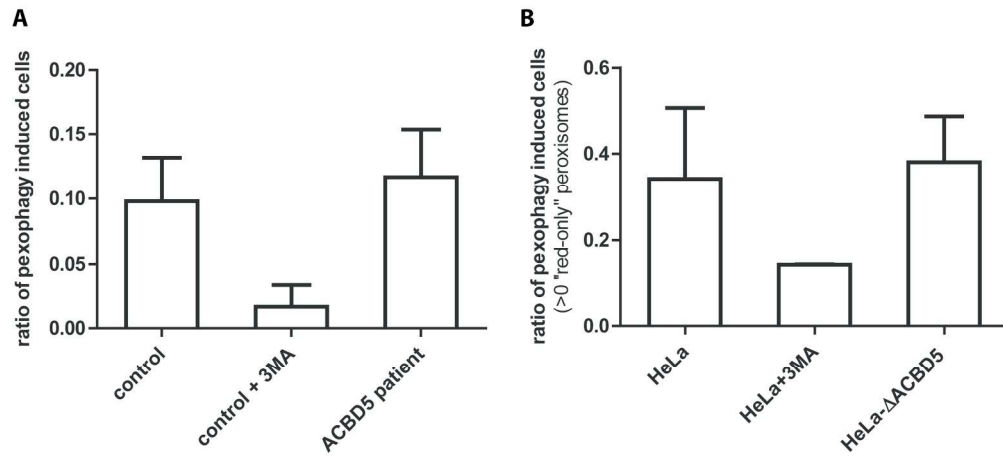 A
ratio of pexophagy induced cells
0.20
0.15
0.10
0.05
0.00
control
control + 3MA
ACBD5 patient
B
ratio of pexophagy induced cells
(>0 "red-only" peroxisomes)
0.6
0.4
0.2
0.0
HeLa
HeLa+3MA
HeLa-ΔACBD5